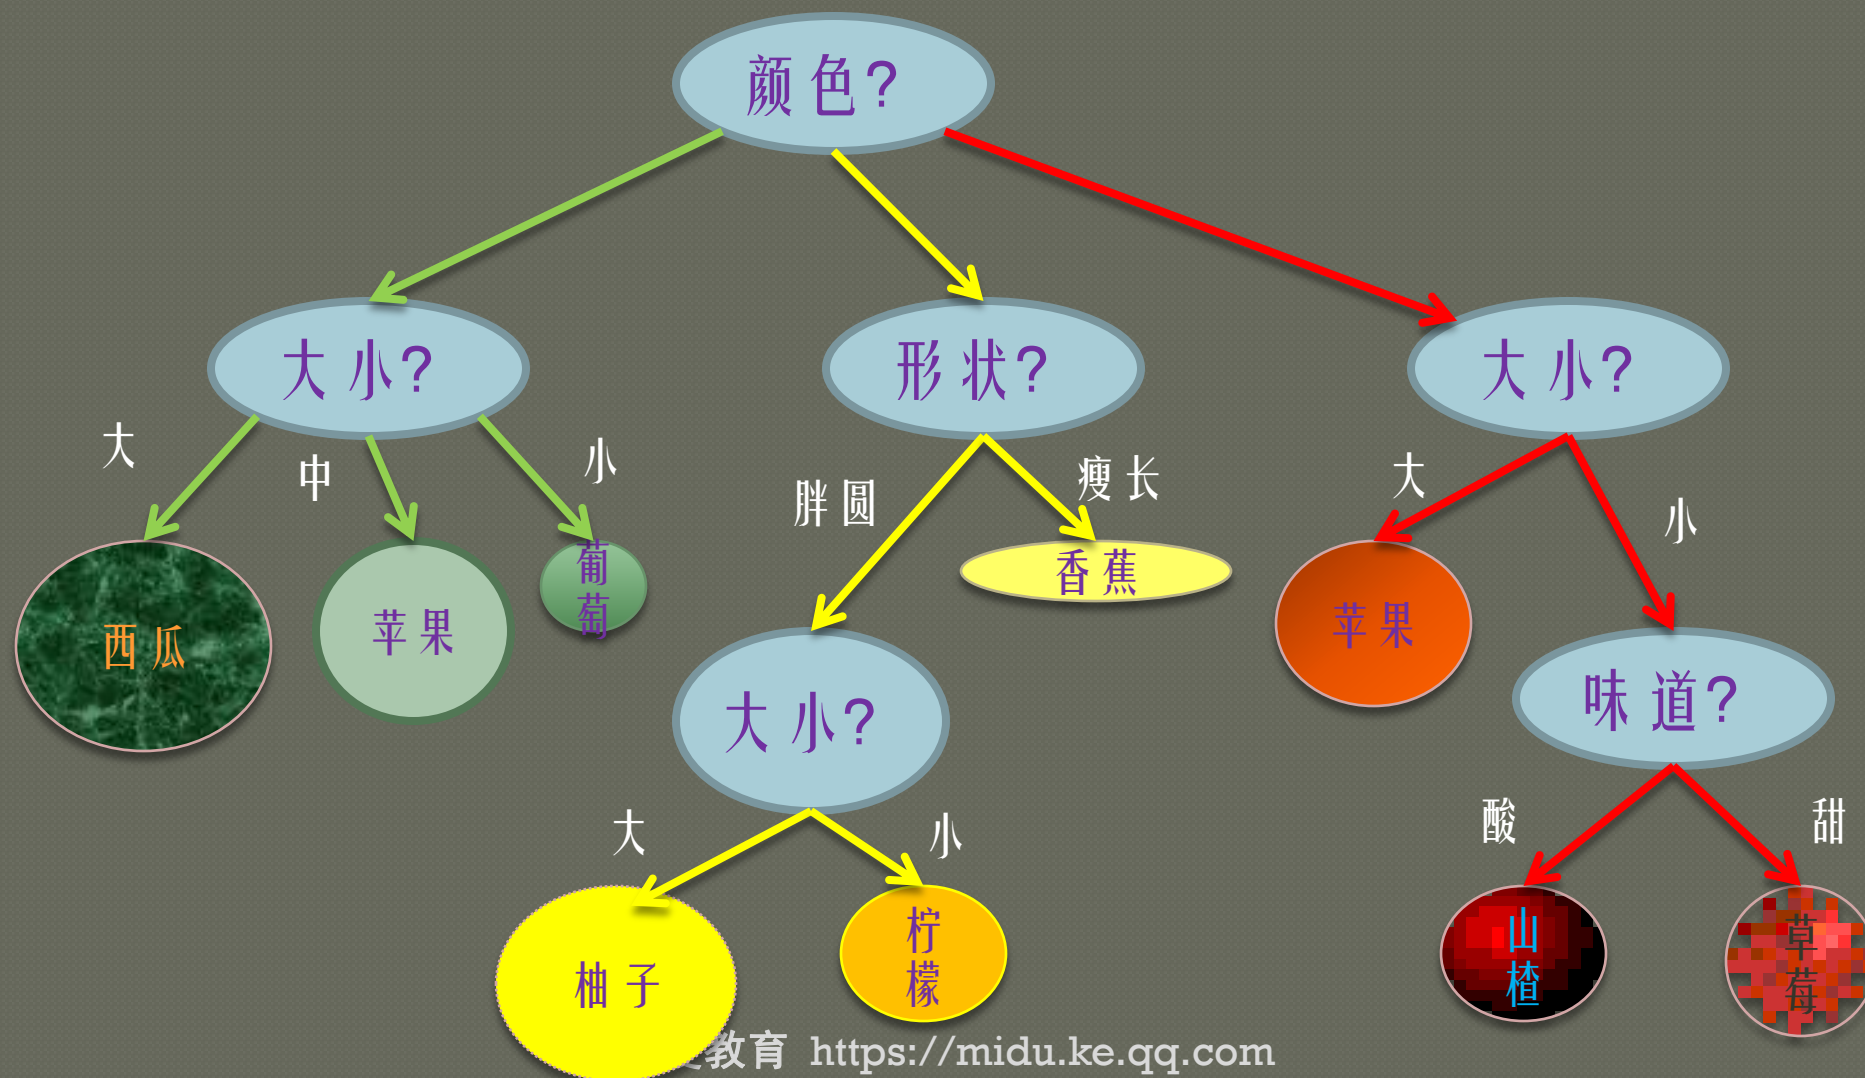 颜色?
大小?
形状?
大小?
大
中
小
胖圆
瘦长
大
小
西瓜
苹果
葡
萄
香蕉
苹果
大小?
味道?
大
小
酸
甜
柚子
柠
檬
山
楂
草
莓
教育 https://midu.ke.qq.com